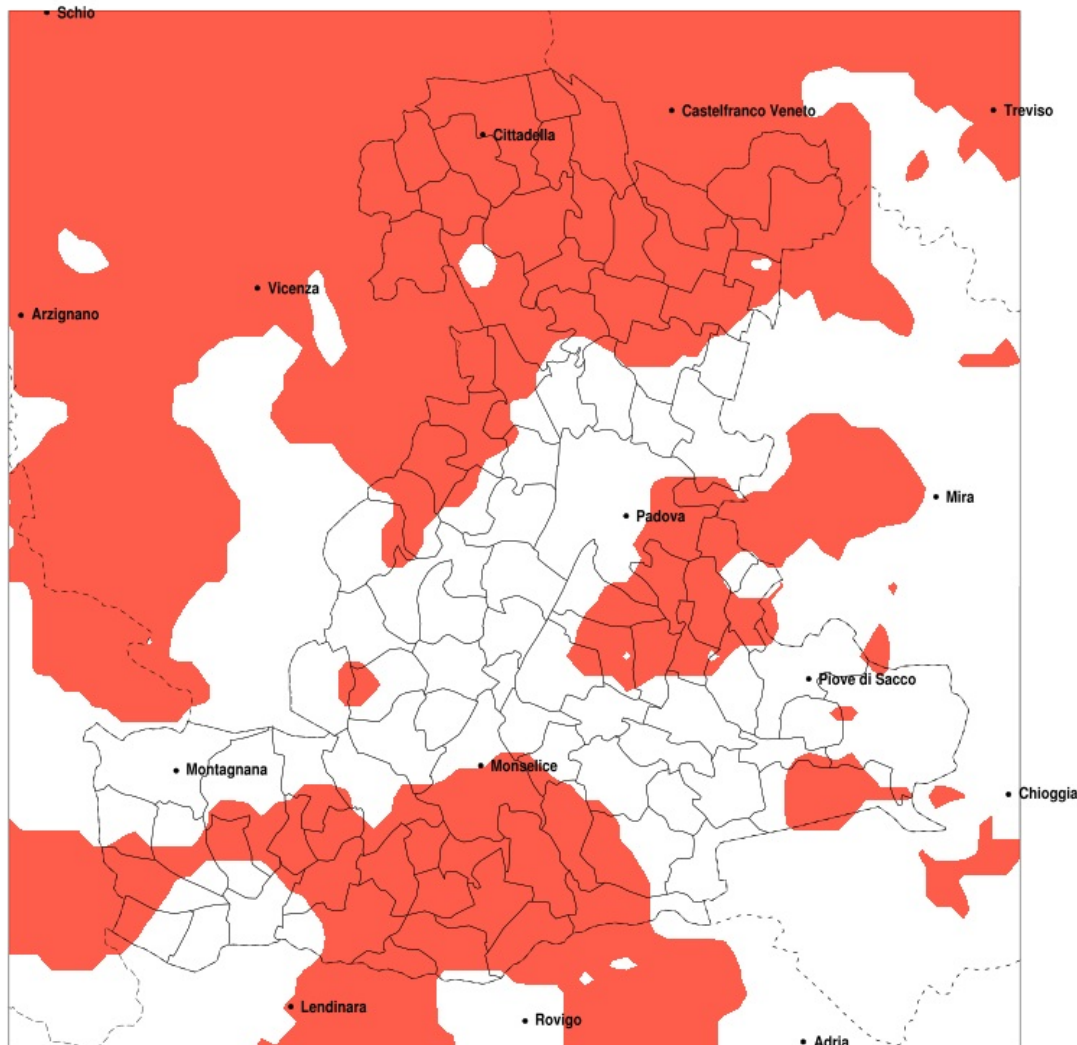 Schio
Castelfranco Veneto
Treviso
Cittadella
Vicenza
Arzignano
Mira
Padova
Piove di Sacco
Monselice
Montagnana
Chioggia
Lendinara
Rovigo
Adria